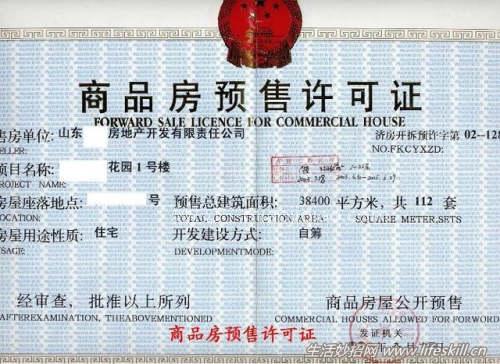 商品房预售许可证
FORWARD SALE LICENCE FOR COMMERCIAL HOUSE
售房单位: 山东 房地产开发有限责任公司 济房开拆预许字第 02-128
ELLER: NO.FKCYXZD:
项目名称: 花园1号楼
PROJECT NAME:
房屋座落地点: 号 预售总建筑面积: 38400 平方米, 共 112 套
OCATION: TOTAL CONSTRUCTION AREA: SQUARE METER,SETS
房屋用途性质: 住宅 开发建设方式: 自筹
USAGE: DEVELOPMENTMODE:
经审查, 批准以上所列 商品房屋公开预售
AFTEREXAMINATION, THEABOVEMENTIONED COMMERCIAL HOUSES ALLOWED FOR FORWARD
商品房预售许可证
发证机关
生活妙招网 www.lifeskill.cn